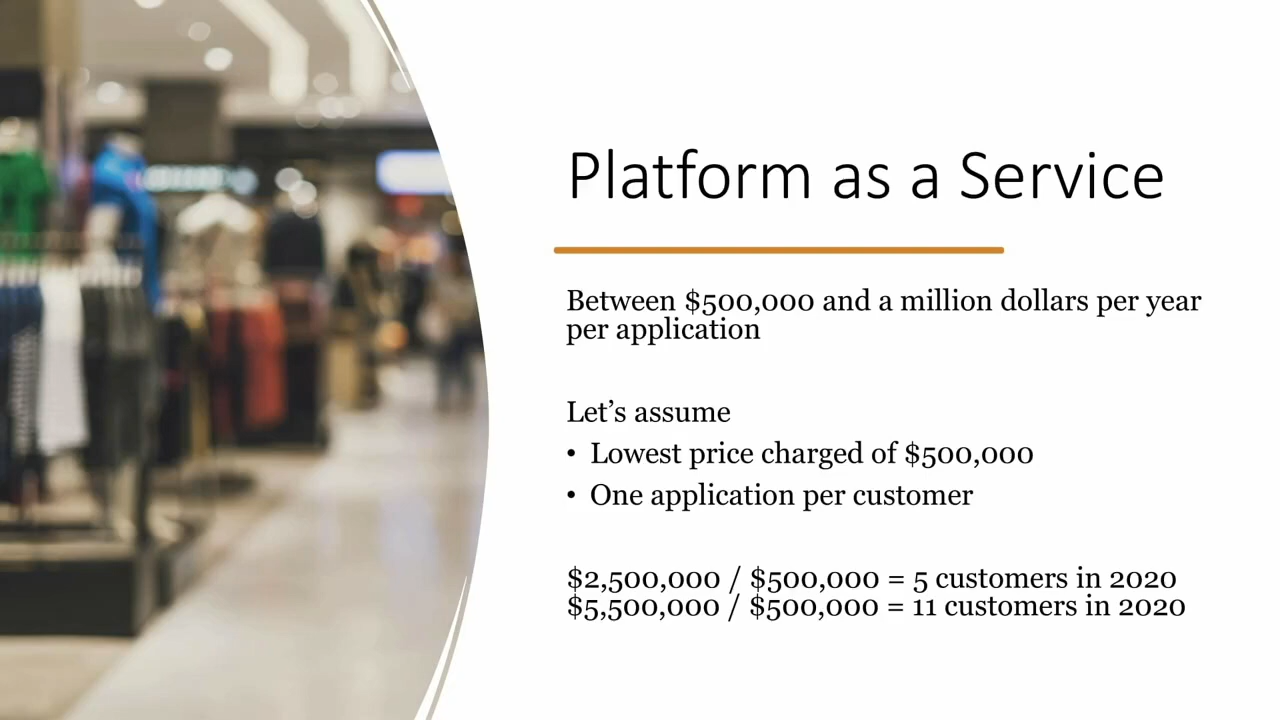 Platform as a Service
Between $500,000 and a million dollars per year
per application
Let’s assume
• Lowest price charged of $500,000
• One application per customer
$2,500,000 / $500,000 = 5 customers in 2020
$5,500,000 / $500,000 = 11 customers in 2020